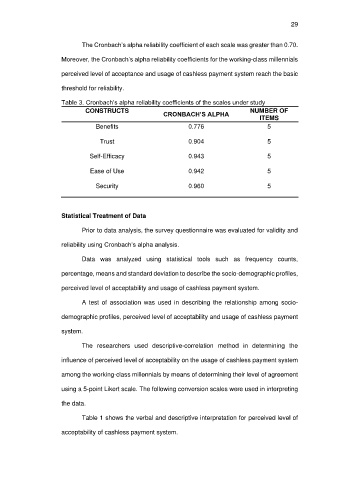 29
The Cronbach's alpha reliability coefficient of each scale was greater than 0.70.
Moreover, the Cronbach's alpha reliability coefficients for the working-class millennials
perceived level of acceptance and usage of cashless payment system reach the basic
threshold for reliability.
Table 3. Cronbach's alpha reliability coefficients of the scales under study
CONSTRUCTS CRONBACH'S ALPHA NUMBER OF
ITEMS
Benefits 0.776 5
Trust 0.904 5
Self-Efficacy 0.943 5
Ease of Use 0.942 5
Security 0.960 5
Statistical Treatment of Data
Prior to data analysis, the survey questionnaire was evaluated for validity and
reliability using Cronbach's alpha analysis.
Data was analyzed using statistical tools such as frequency counts,
percentage, means and standard deviation to describe the socio-demographic profiles,
perceived level of acceptability and usage of cashless payment system.
A test of association was used in describing the relationship among socio-
demographic profiles, perceived level of acceptability and usage of cashless payment
system.
The researchers used descriptive-correlation method in determining the
influence of perceived level of acceptability on the usage of cashless payment system
among the working-class millennials by means of determining their level of agreement
using a 5-point Likert scale. The following conversion scales were used in interpreting
the data.
Table 1 shows the verbal and descriptive interpretation for perceived level of
acceptability of cashless payment system.